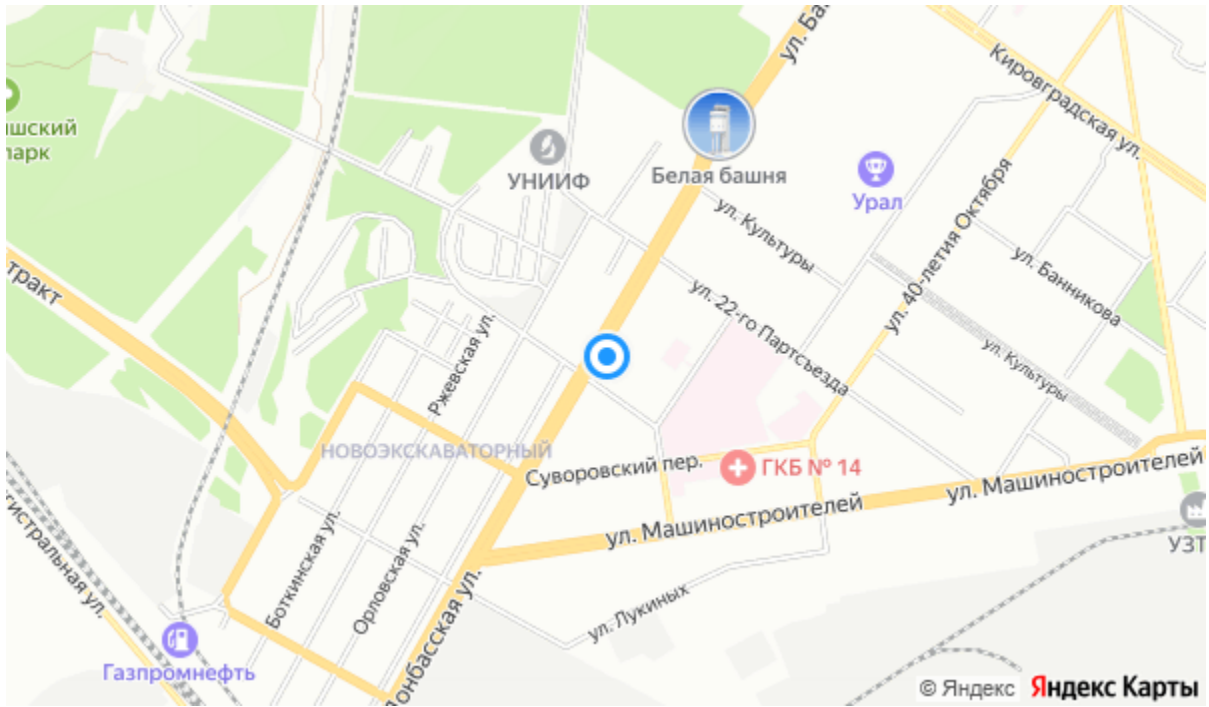 ул. Ба
Кировградская ул.
шский
парк
УНИИФ
Белая башня
Урал
ул. Культуры
ул. 40-летия Октября
ул. Банникова
тракт
ул. 22-го Партсъезда
ул. Культуры
Ржевская ул.
НОВОЭКСКАВАТОРНЫЙ
Суворовский пер.
ГКБ № 14
ул. Машиностроителей
ул. Машиностроителей
гистральная ул.
Боткинская ул.
Орловская ул.
УЗТ
ул. Лукиных
Донбасская ул.
Газпромнефть
© Яндекс Яндекс Карты